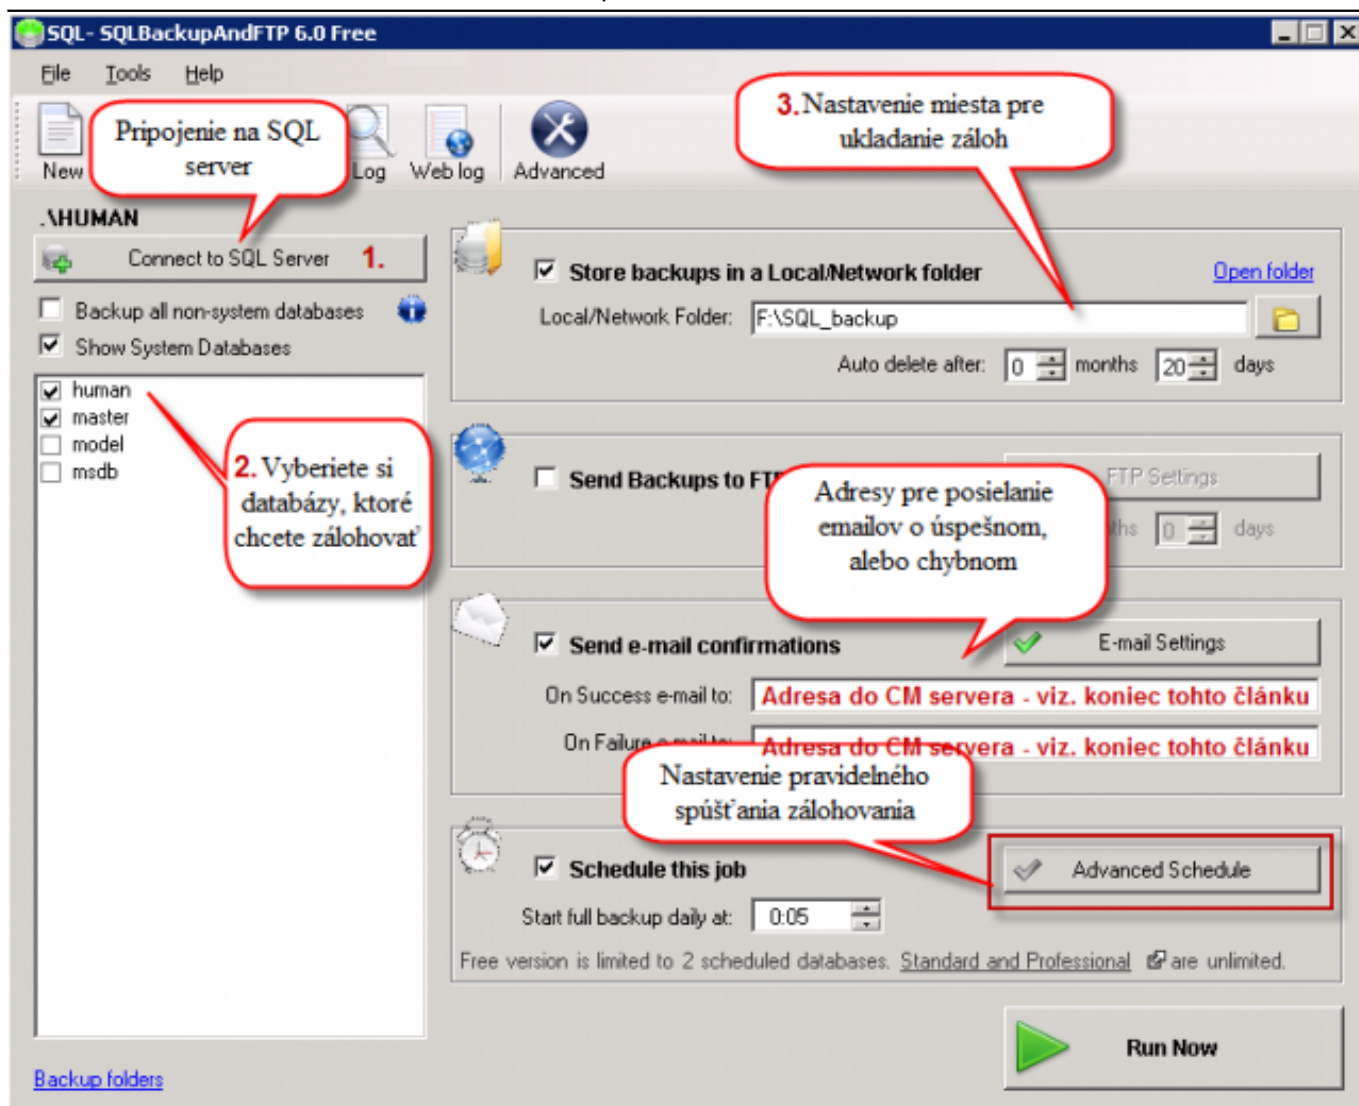 SQL- SQLBackupAndFTP 6.0 Free
File Tools Help
New
Log
Web log
Advanced
Pripojenie na SQL
server
3. Nastavenie miesta pre
ukladanie záloh
.\HUMAN
Connect to SQL Server 1.
Backup all non-system databases
Show System Databases
human
master
model
msdb
2. Vyberiete si
databázy, ktoré
chcete zálohovať
Backup folders
Store backups in a Local/Network folder
Open folder
Local/Network Folder: F:\SQL_backup
Auto delete after: 0 months 20 days
Send Backups to FT
FTP Settings
0 days
Adresy pre posielanie
emailov o úspešnom,
alebo chybnom
Send e-mail confirmations
E-mail Settings
On Success e-mail to: Adresa do CM servera - viz. koniec tohto článku
On Failure e-mail to: Adresa do CM servera - viz. koniec tohto článku
Nastavenie pravidelného
spúšťania zálohovania
Schedule this job
Advanced Schedule
Start full backup daily at: 0:05
Free version is limited to 2 scheduled databases. Standard and Professional are unlimited.
Run Now